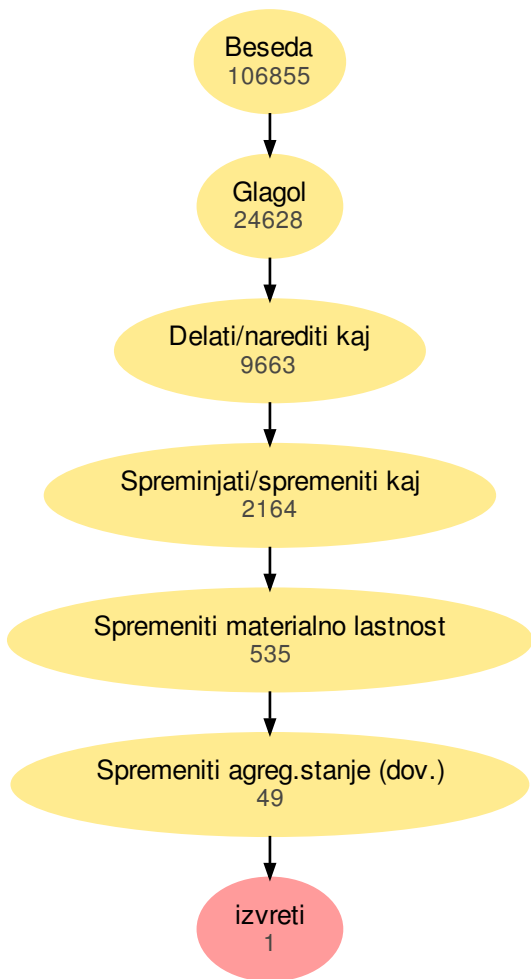 Beseda
106855
Glagol
24628
Delati/narediti kaj
9663
Spreminjati/spremeniti kaj
2164
Spremeniti materialno lastnost
535
Spremeniti agreg.stanje (dov.)
49
izvreti
1